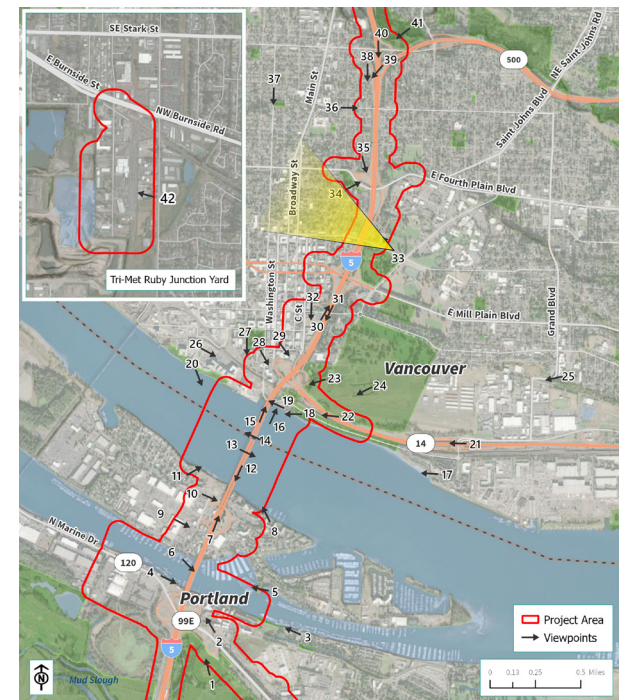 SE Stark St
E Burnside St
NW Burnside Rd
42
Tri-Met Ruby Junction Yard
41
40
38
39
500
NE Saint Johns Rd
37
Main St
36
Saint Johns Blvd
35
E Fourth Plain Blvd
34
Broadway St
33
5
Washington St
C St
32
31
30
E Mill Plain Blvd
Grand Blvd
27
29
28
26
20
Vancouver
23
24
25
19
15
18
16
22
14
14
21
13
12
17
11
10
9
8
7
N Marine Dr
120
6
4
Portland
5
99E
3
2
5
1
Mud Slough
N
Project Area
Viewpoints
0 0.13 0.25 0.5 Miles